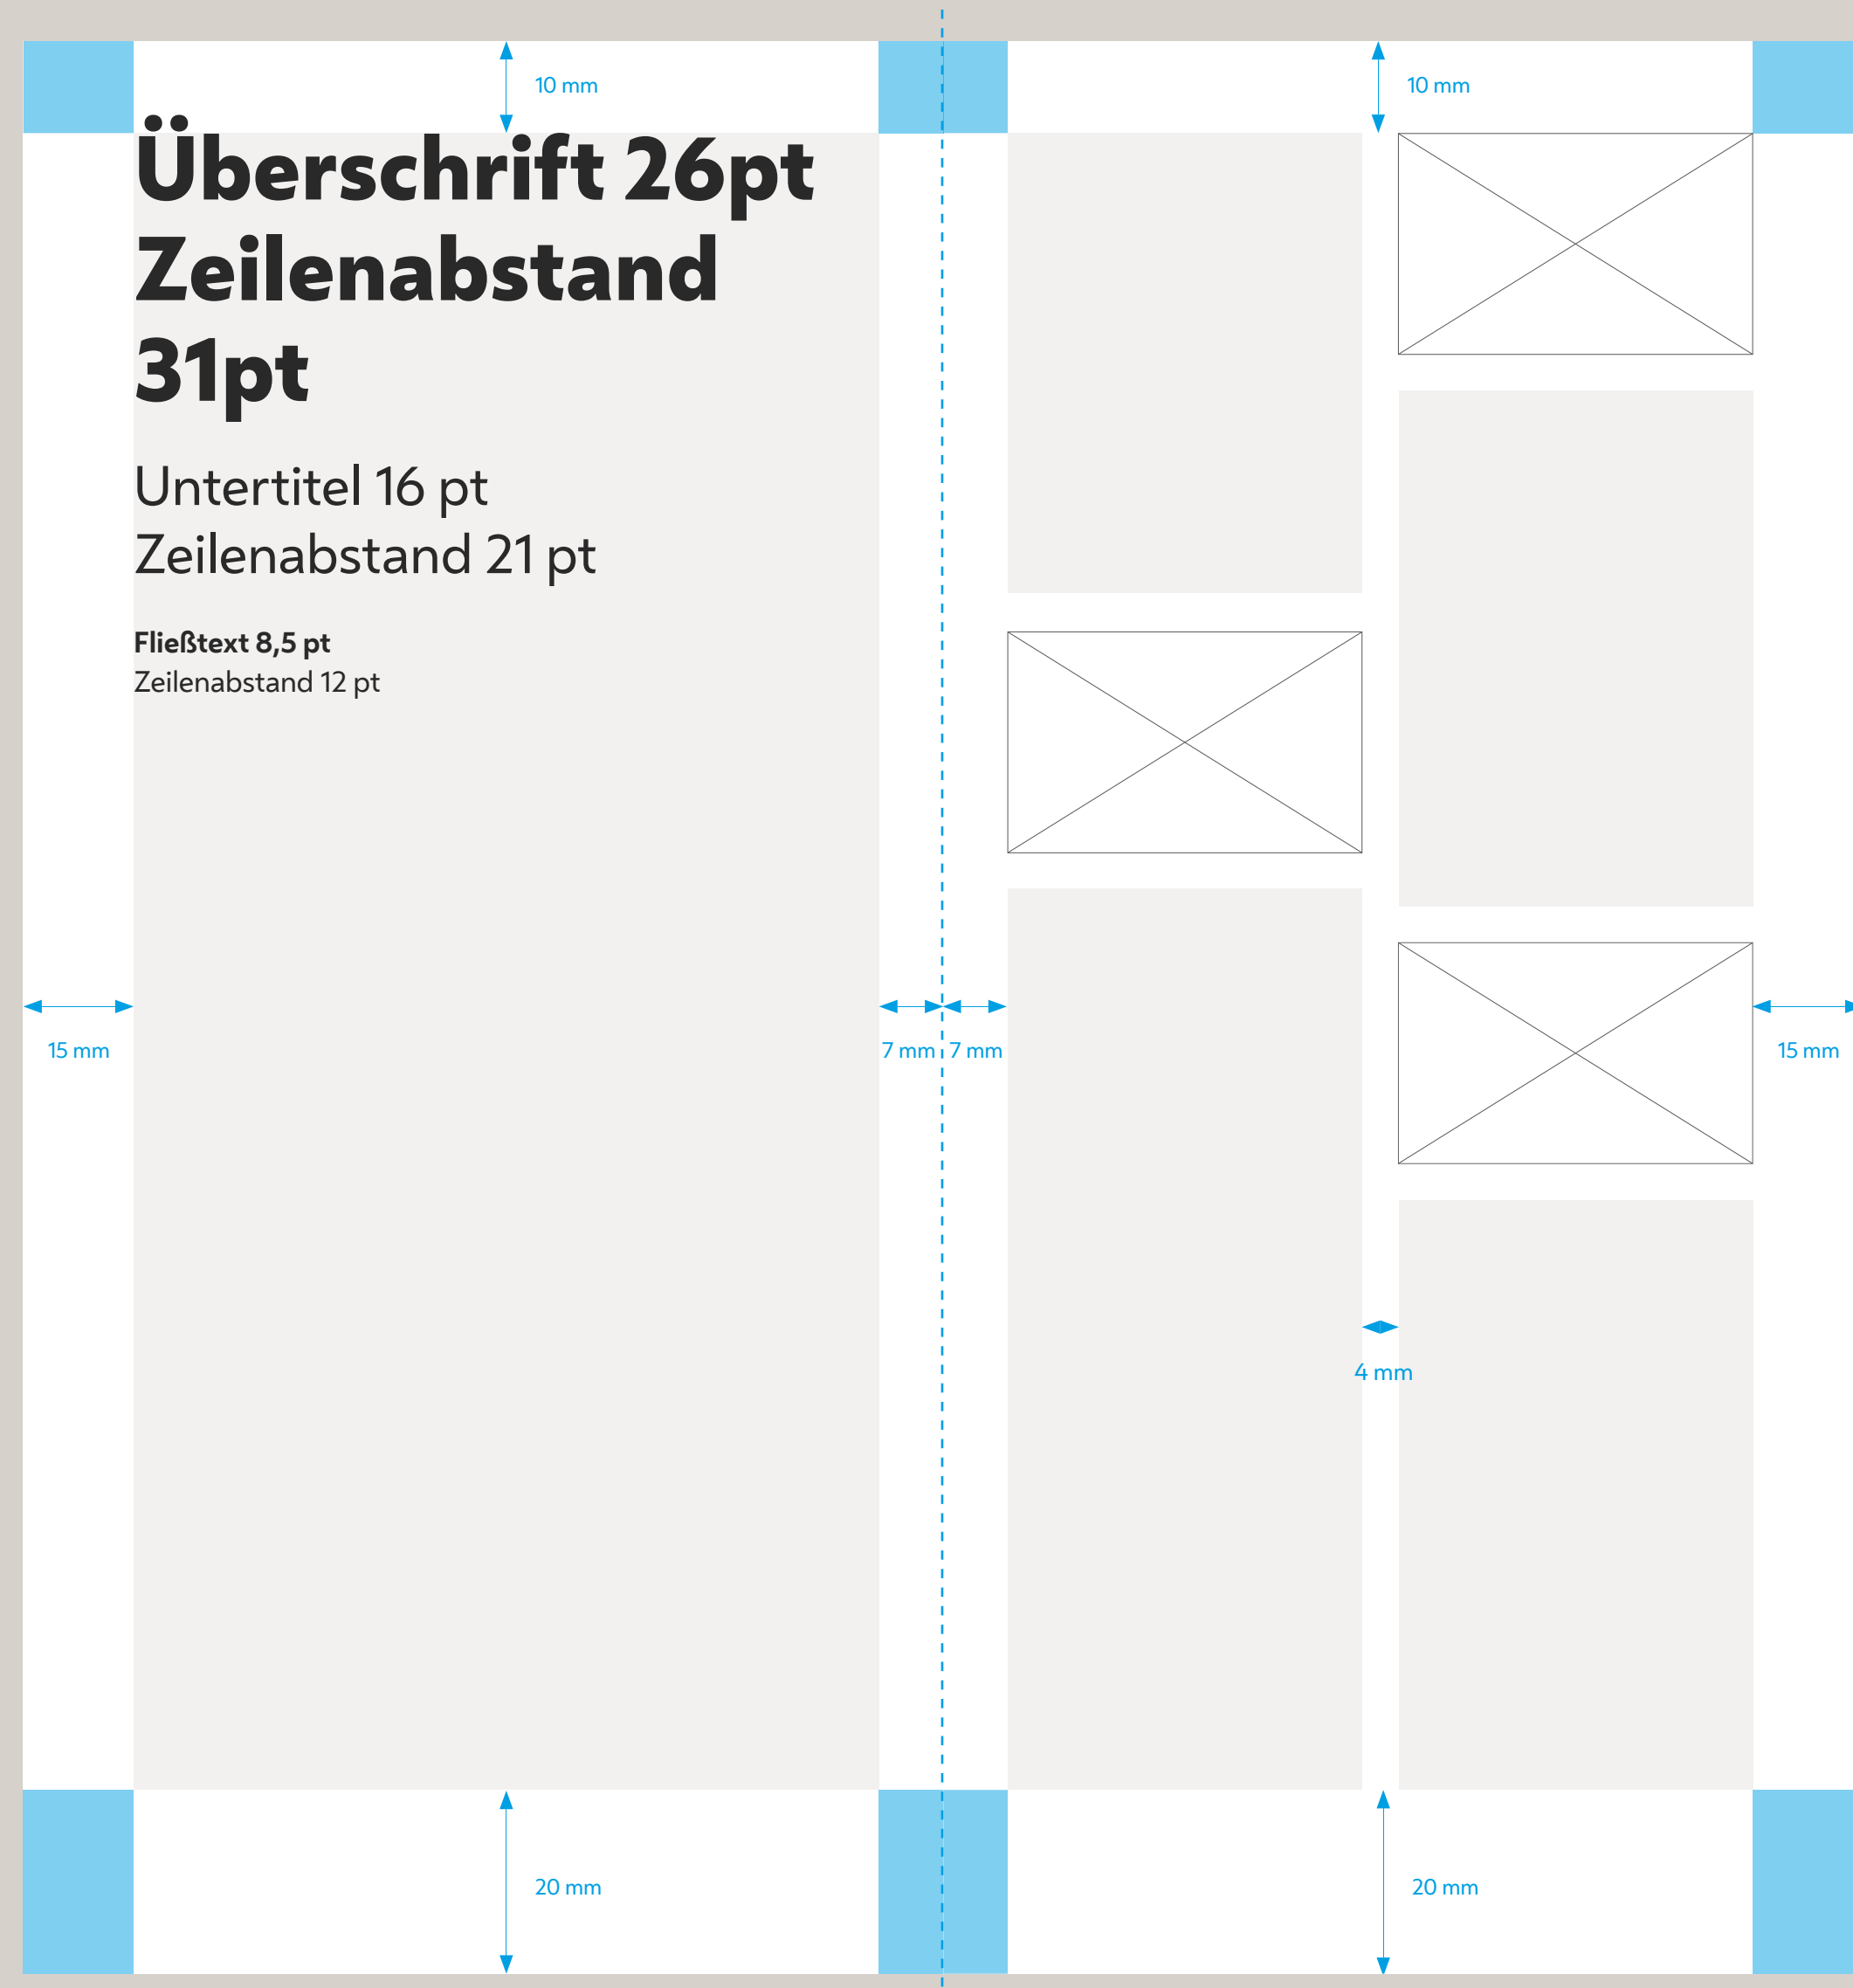 10 mm
10 mm
Überschrift 26pt
Zeilenabstand
31pt
Untertitel 16 pt
Zeilenabstand 21 pt
Fließtext 8,5 pt
Zeilenabstand 12 pt
15 mm
7 mm
7 mm
15 mm
4 mm
20 mm
20 mm